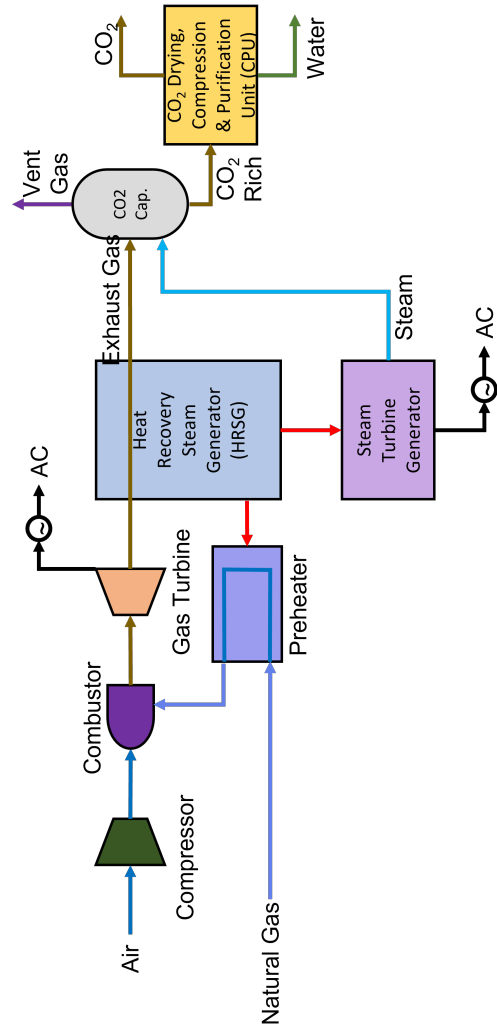 Air
Compressor
Combustor
Gas Turbine
~
AC
Natural Gas
Preheater
Heat
Recovery
Steam
Generator
(HRSG)
Exhaust Gas
Steam
Turbine
Generator
~
AC
Steam
Vent
Gas
CO2
Cap.
CO₂
Rich
CO₂ Drying,
Compression
& Purification
Unit (CPU)
CO₂
Water